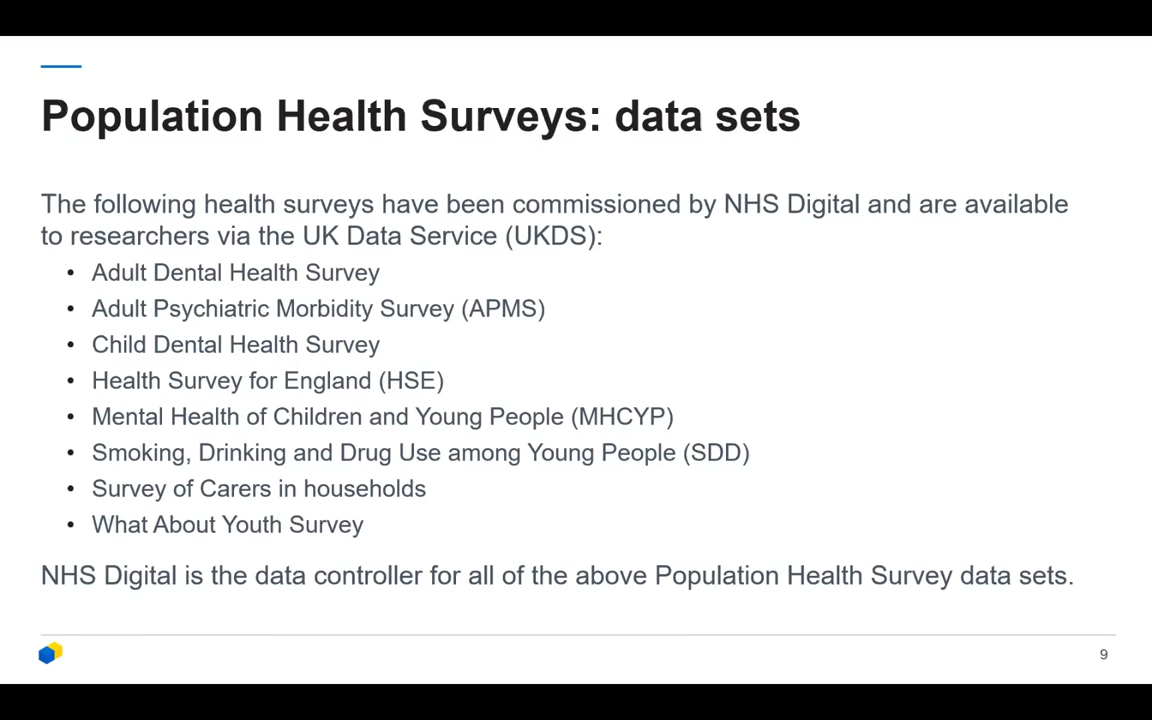 Population Health Surveys: data sets
The following health surveys have been commissioned by NHS Digital and are available
to researchers via the UK Data Service (UKDS):
• Adult Dental Health Survey
• Adult Psychiatric Morbidity Survey (APMS)
• Child Dental Health Survey
• Health Survey for England (HSE)
• Mental Health of Children and Young People (MHCYP)
• Smoking, Drinking and Drug Use among Young People (SDD)
• Survey of Carers in households
• What About Youth Survey
NHS Digital is the data controller for all of the above Population Health Survey data sets.
9